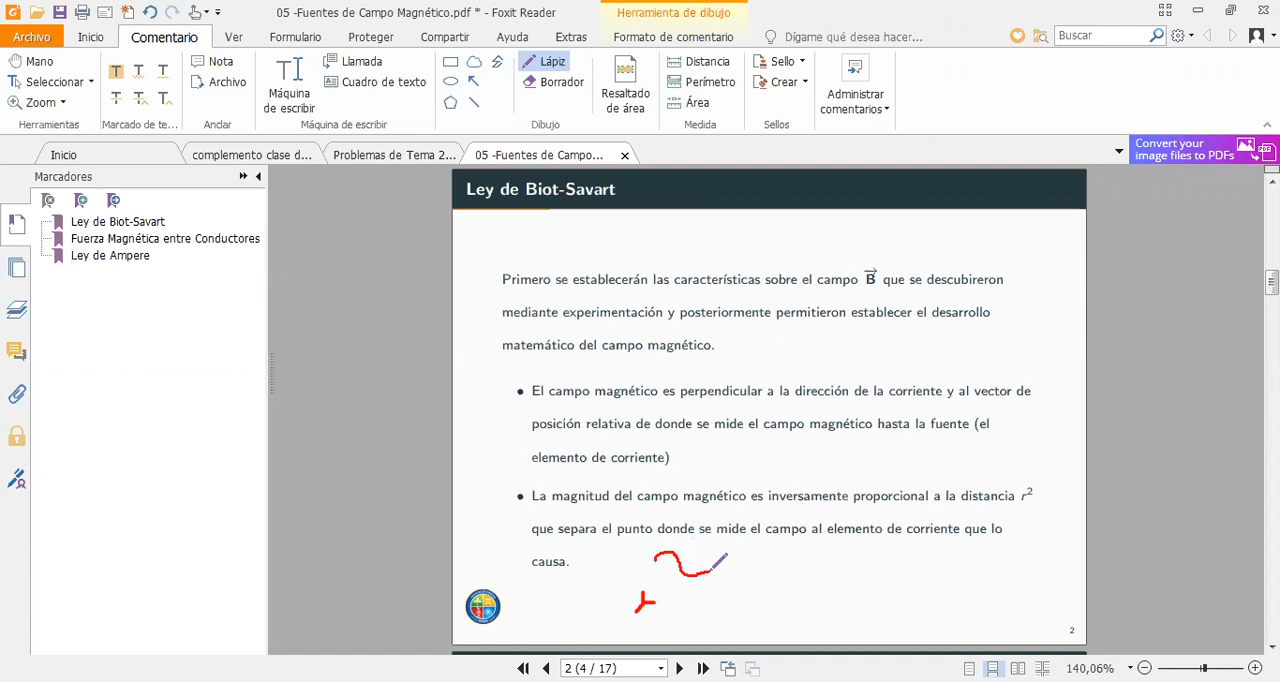 05 -Fuentes de Campo Magnético.pdf * - Foxit Reader
Herramienta de dibujo
Archivo
Inicio
Comentario
Ver
Formulario
Proteger
Compartir
Ayuda
Extras
Formato de comentario
Dígame qué desea hacer...
Buscar
Mano
Seleccionar
Zoom
Herramientas
Marcado de te...
Nota
Archivo
Anclar
Máquina
de escribir
Llamada
Cuadro de texto
Máquina de escribir
Lápiz
Borrador
Dibujo
Resaltado
de área
Distancia
Perímetro
Área
Medida
Sello
Crear
Sellos
Administrar
comentarios
Inicio
complemento clase d...
Problemas de Tema 2...
05 -Fuentes de Campo...
Convert your
image files to PDFs
Marcadores
Ley de Biot-Savart
Fuerza Magnética entre Conductores
Ley de Ampere
Ley de Biot-Savart
Primero se establecerán las características sobre el campo B⃗ que se descubrieron
mediante experimentación y posteriormente permitieron establecer el desarrollo
matemático del campo magnético.
• El campo magnético es perpendicular a la dirección de la corriente y al vector de
posición relativa de donde se mide el campo magnético hasta la fuente (el
elemento de corriente)
• La magnitud del campo magnético es inversamente proporcional a la distancia r²
que separa el punto donde se mide el campo al elemento de corriente que lo
causa.
2
2 (4 / 17)
140,06%